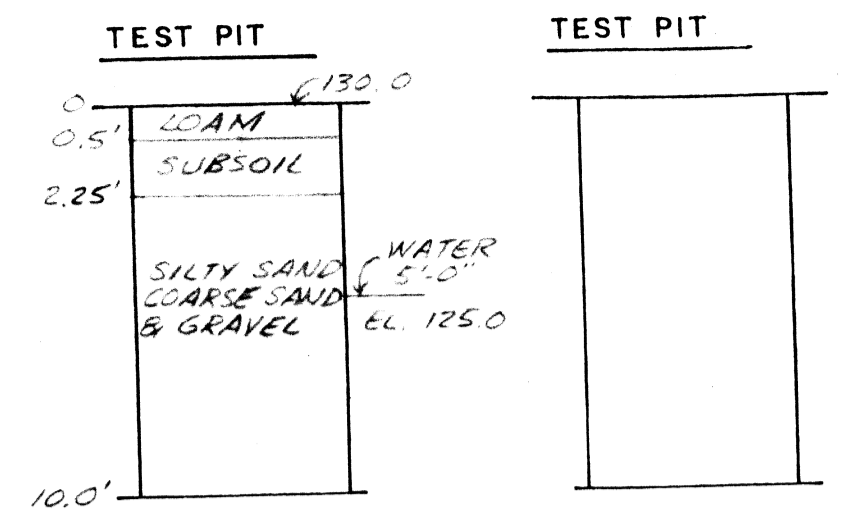 TEST PIT
TEST PIT
130.0
0
LOAM
0.5'
SUBSOIL
2.25'
WATER
5'-0"
SILTY SAND
COARSE SAND
& GRAVEL
EL. 125.0
10.0'